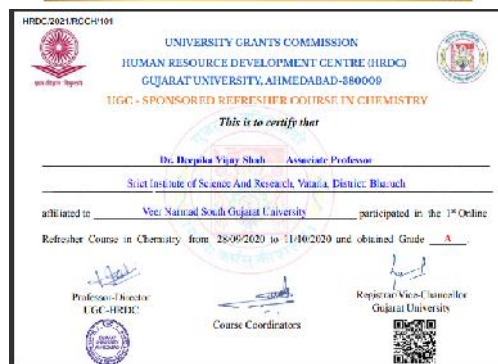 HRDC/2021/RCCH/101
UNIVERSITY GRANTS COMMISSION
HUMAN RESOURCE DEVELOPMENT CENTRE (HRDC)
GUJARAT UNIVERSITY, AHMEDABAD-380009
UGC - SPONSORED REFRESHER COURSE IN CHEMISTRY
This is to certify that
Dr. Deepika Vijay Shah Associate Professor
Srict Institute of Science And Research, Vataria, District: Bharuch
affiliated to Veer Narmad South Gujarat University participated in the 1st Online
Refresher Course in Chemistry from 28/09/2020 to 11/10/2020 and obtained Grade A.
Professor-Director
UGC-HRDC
Course Coordinators
Registrar/Vice-Chancellor
Gujarat University